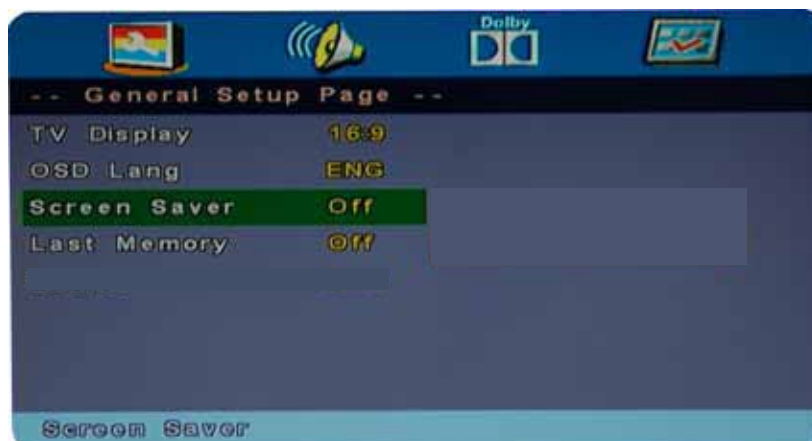 Dolby
-- General Setup Page --
TV Display 16:9
OSD Lang ENG
Screen Saver Off
Last Memory Off
Screen Saver